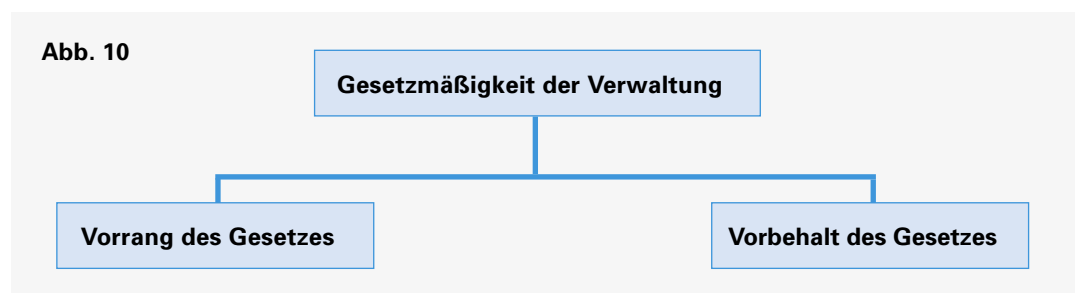 Abb. 10
Gesetzmäßigkeit der Verwaltung
Vorrang des Gesetzes
Vorbehalt des Gesetzes